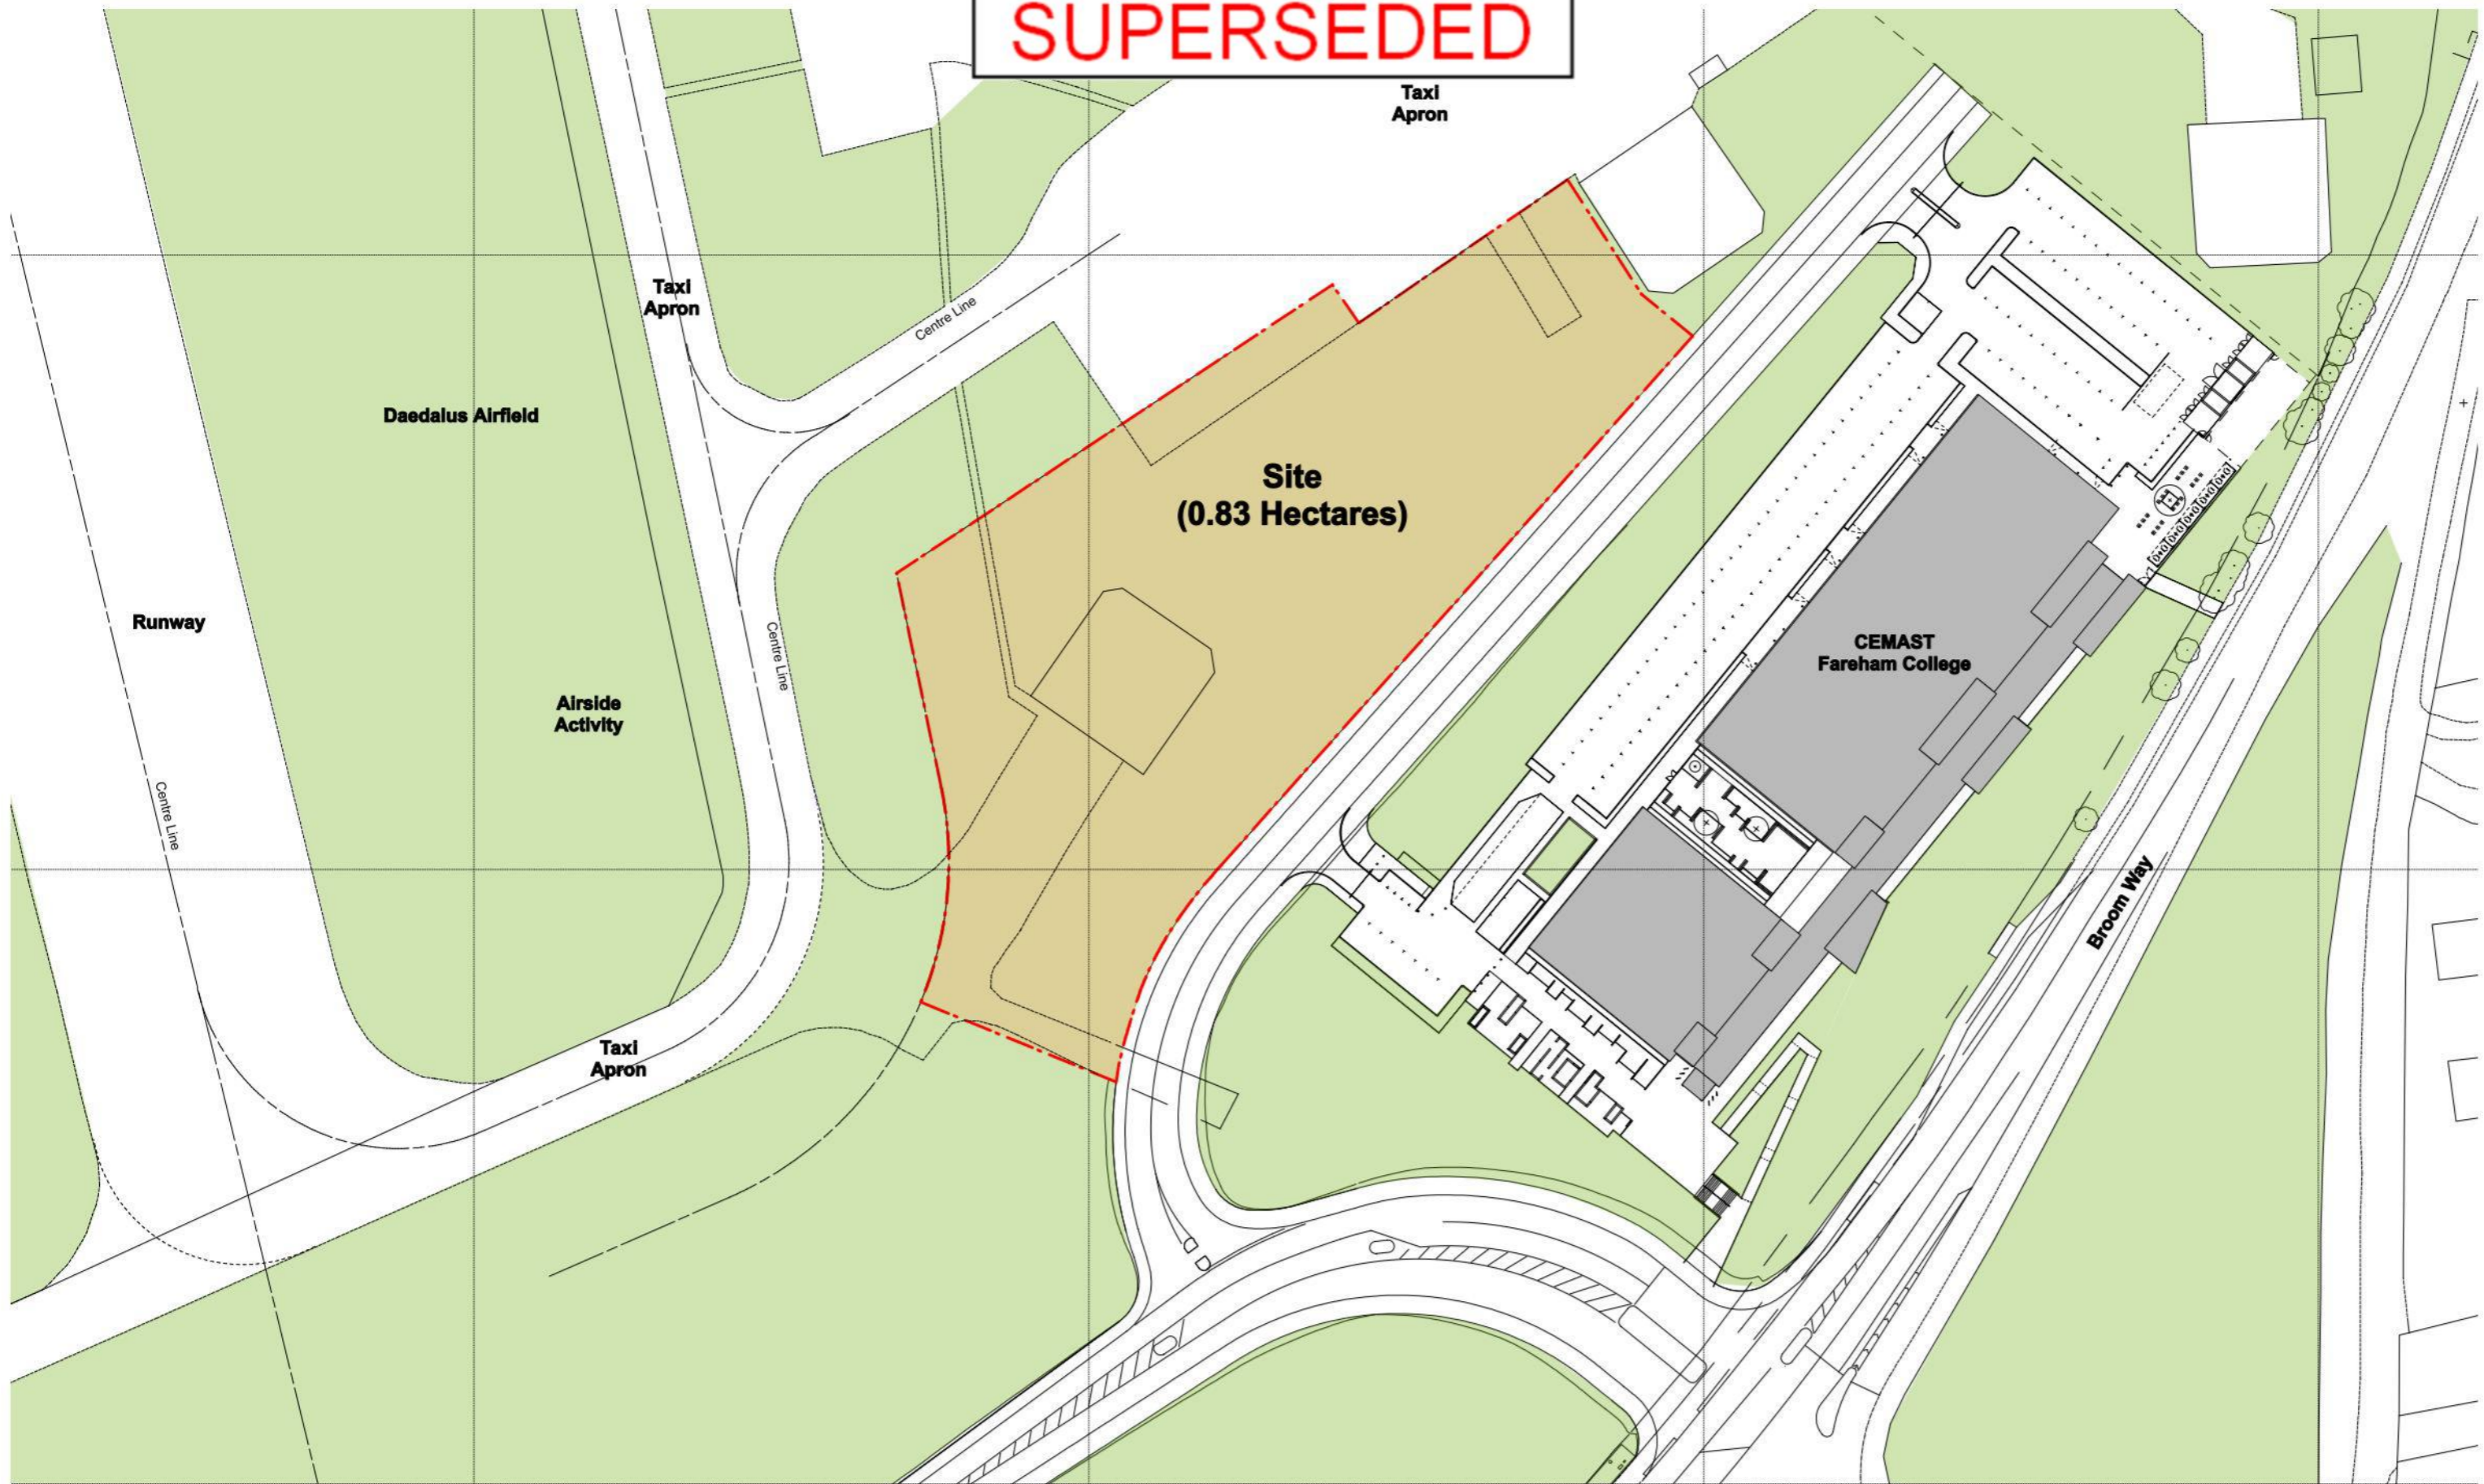 SUPERSEDED
Taxi
Apron
Taxi
Apron
Centre Line
Daedalus Airfield
Site
(0.83 Hectares)
Runway
Centre Line
CEMAST
Fareham College
Airside
Activity
Centre Line
Broom Way
Taxi
Apron